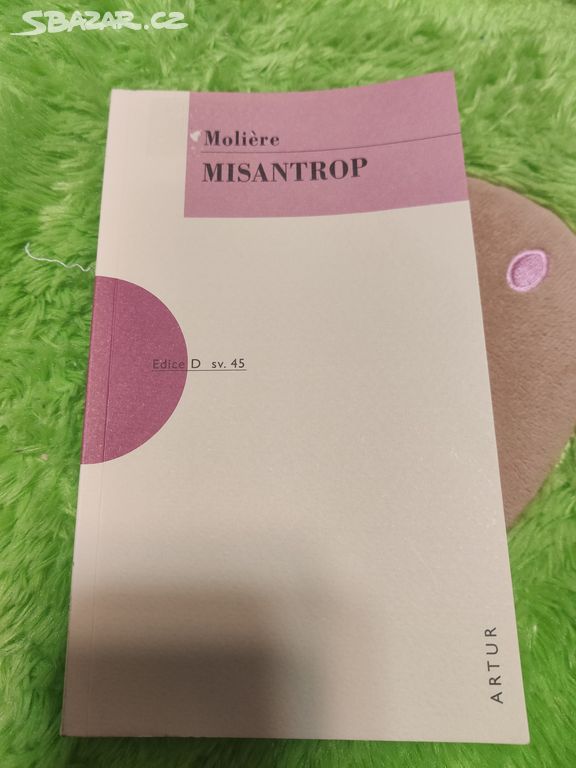 SBAZAR.CZ
Molière
MISANTROP
Edice D sv. 45
ARTUR